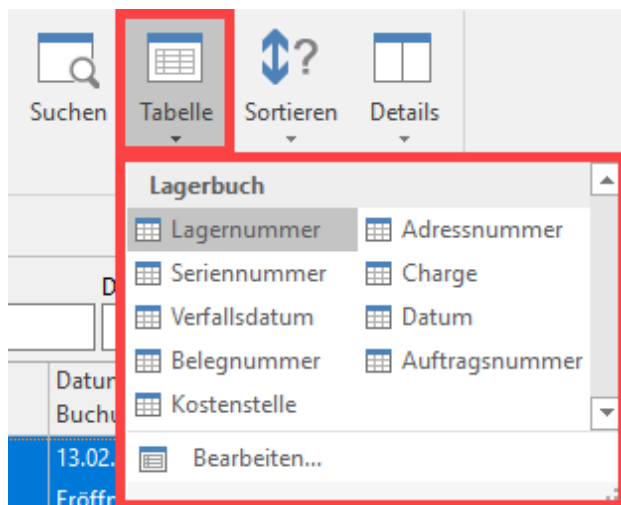 Suchen Tabelle Sortieren Details
Lagerbuch
Lagernummer Adressnummer
Seriennummer Charge
D
Verfallsdatum Datum
Belegnummer Auftragsnummer
Datum
Kostenstelle
Buchu
13.02. Bearbeiten...
Eröffn